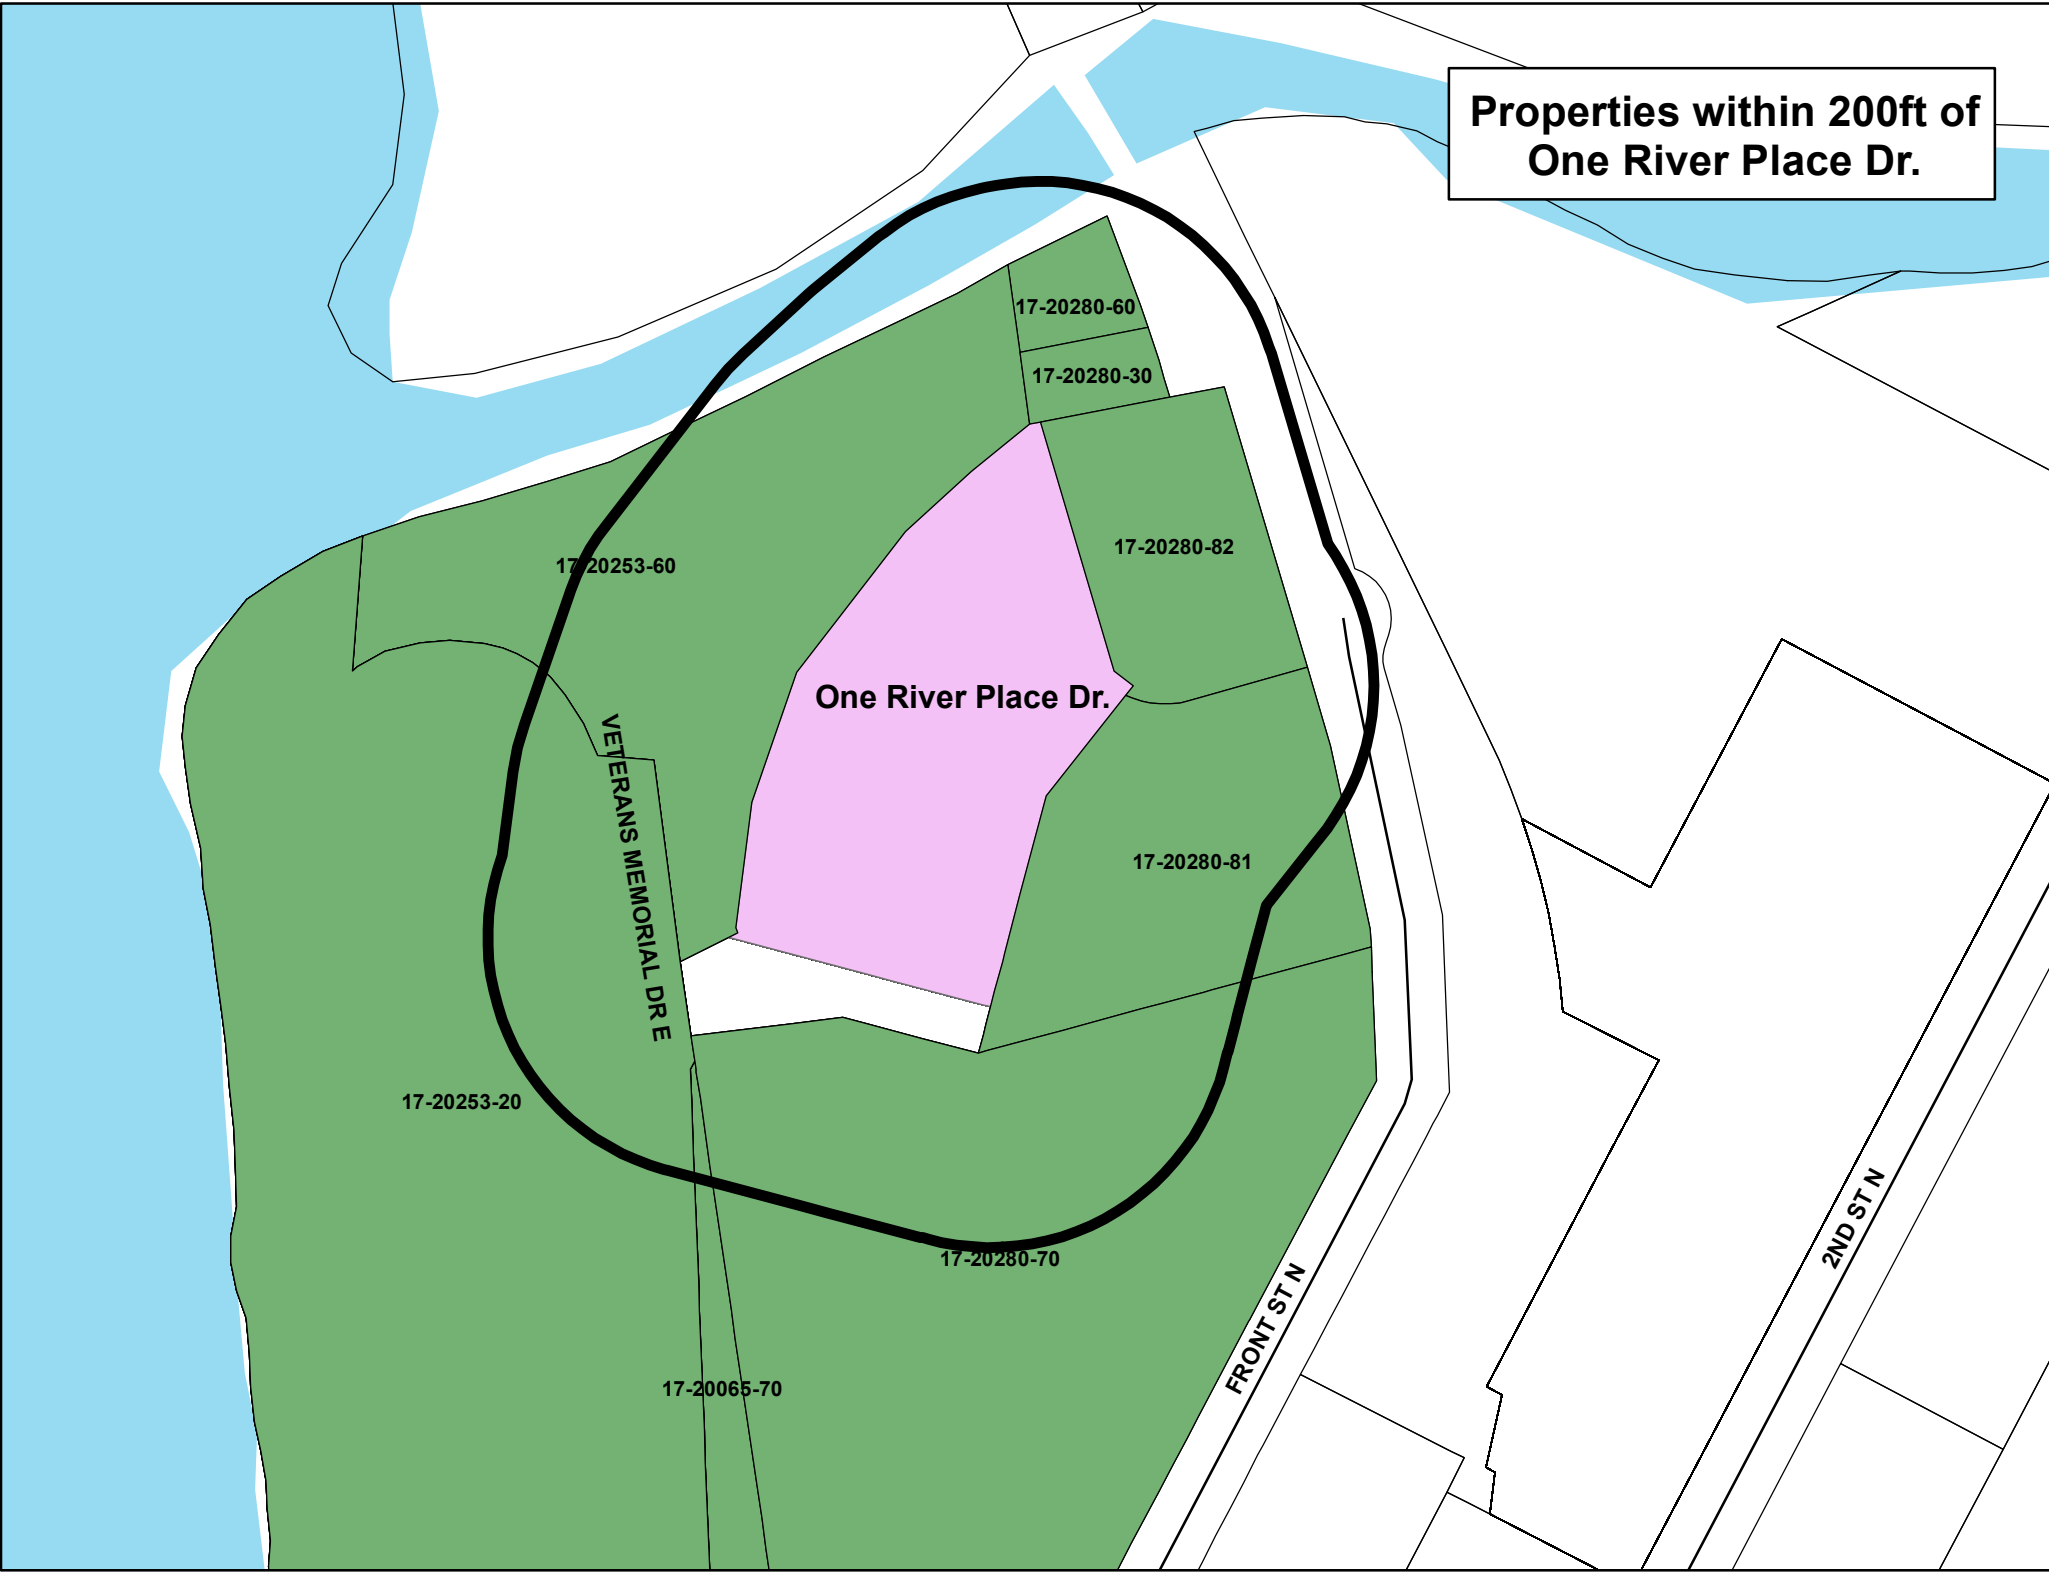 Properties within 200ft of
One River Place Dr.
17-20280-60
17-20280-30
17-20280-82
17-20253-60
One River Place Dr.
VETERANS MEMORIAL DR E
17-20280-81
17-20253-20
17-20280-70
2ND ST N
FRONT ST N
17-20065-70